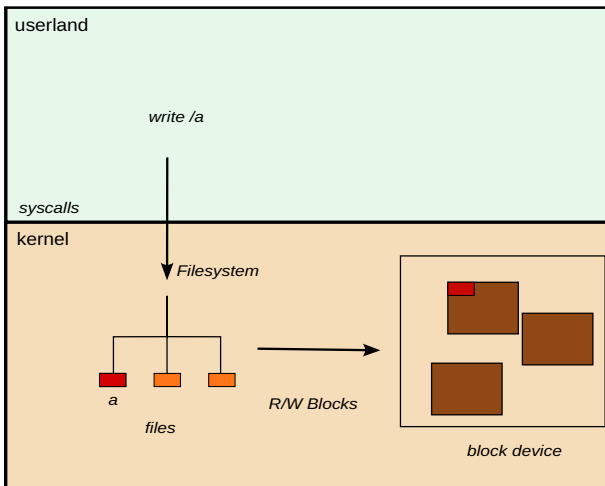 userland
write /a
syscalls
kernel
Filesystem
a
files
R/W Blocks
block device